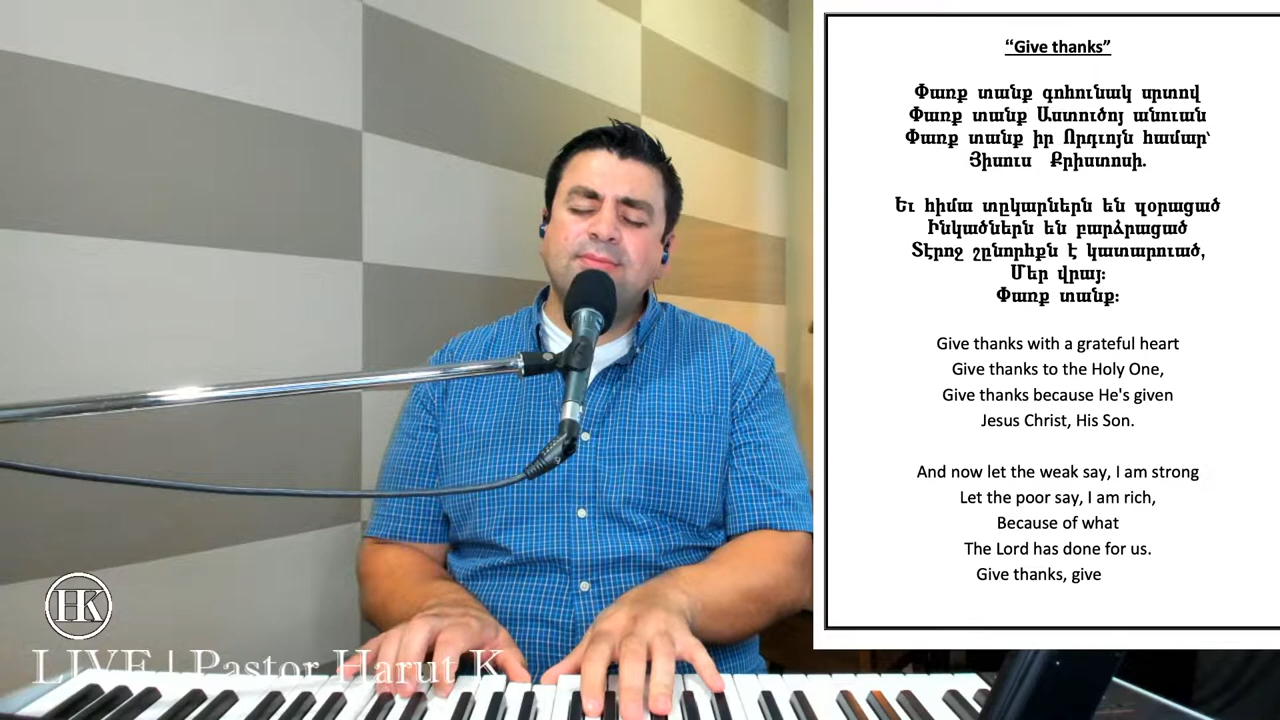 “Give thanks”
Փառք տանք գոհունակ սրտով
Փառք տանք Աստուծոյ անուան
Փառք տանք իր Որդւոյն համար՝
Յիսուս Քրիստոսի.
Եւ հիմա տըկարներն են զօրացած
Ինկածներն են բարձրացած
Տէրոջ շընորհքն է կատարուած,
Մեր վրայ:
Փառք տանք:
Give thanks with a grateful heart
Give thanks to the Holy One,
Give thanks because He's given
Jesus Christ, His Son.
And now let the weak say, I am strong
Let the poor say, I am rich,
Because of what
The Lord has done for us.
Give thanks, give
HK
LIVE | Pastor Harut K